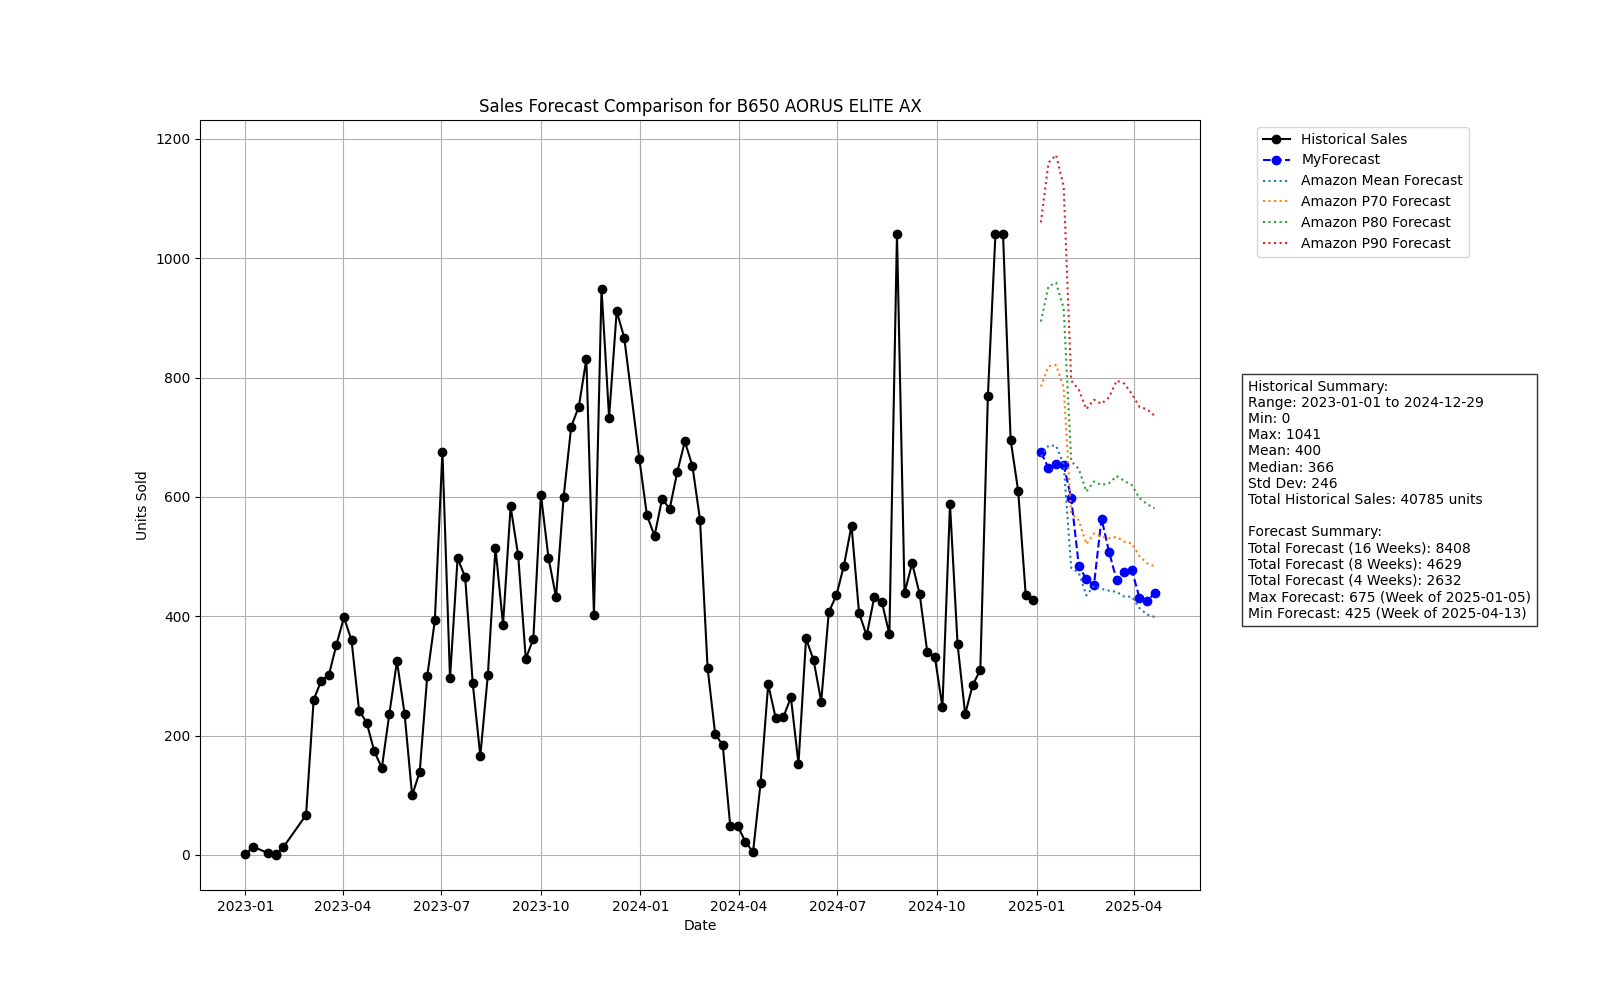 Sales Forecast Comparison for B650 AORUS ELITE AX
Units Sold
1200
1000
800
600
400
200
0
2023-01 2023-04 2023-07 2023-10 2024-01 2024-04 2024-07 2024-10 2025-01 2025-04
Date
Historical Sales
MyForecast
Amazon Mean Forecast
Amazon P70 Forecast
Amazon P80 Forecast
Amazon P90 Forecast
Historical Summary:
Range: 2023-01-01 to 2024-12-29
Min: 0
Max: 1041
Mean: 400
Median: 366
Std Dev: 246
Total Historical Sales: 40785 units
Forecast Summary:
Total Forecast (16 Weeks): 8408
Total Forecast (8 Weeks): 4629
Total Forecast (4 Weeks): 2632
Max Forecast: 675 (Week of 2025-01-05)
Min Forecast: 425 (Week of 2025-04-13)